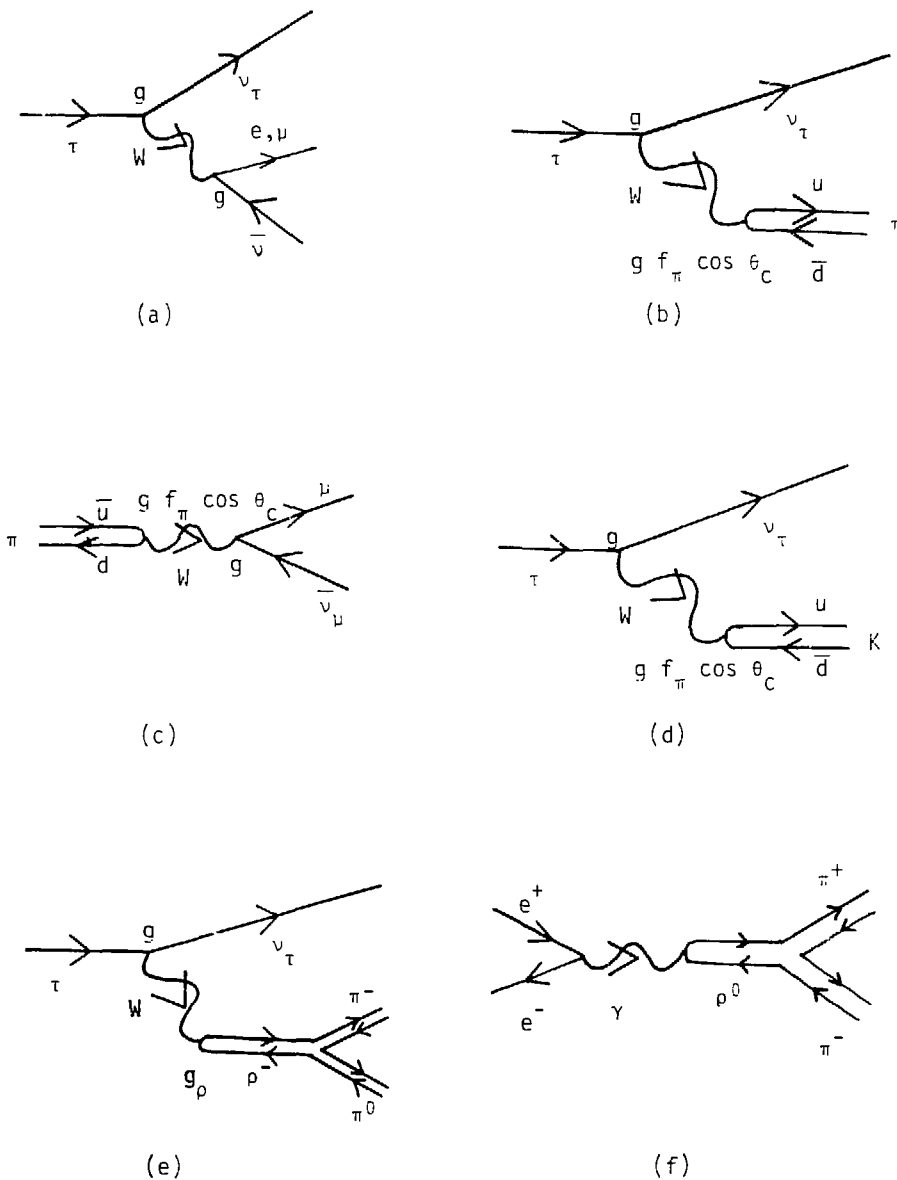 g
ν_τ
τ
W
e,μ
g
ν̄
(a)
g
ν_τ
τ
W
u
g f_π cos θ_c
d̄
(b)
π
ū
g f_π cos θ_c
μ
d
W
g
ν̄_μ
(c)
g
ν_τ
τ
W
u
K
g f_π cos θ_c
d̄
(d)
g
ν_τ
τ
W
π⁻
g_ρ
ρ⁻
π⁰
(e)
e⁺
π⁺
e⁻
γ
ρ⁰
π⁻
(f)